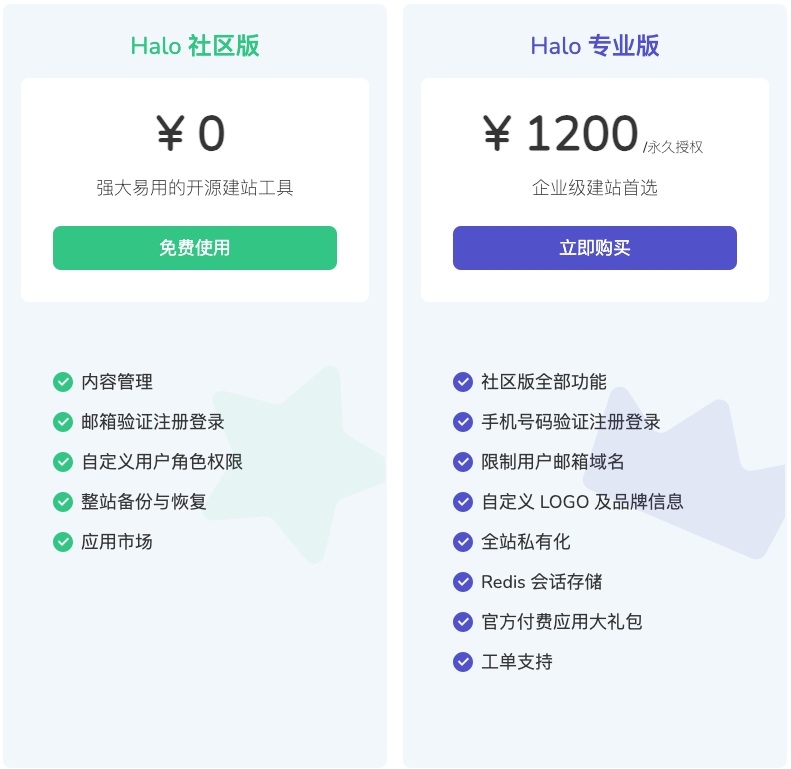 Halo 社区版
¥ 0
强大易用的开源建站工具
免费使用
内容管理
邮箱验证注册登录
自定义用户角色权限
整站备份与恢复
应用市场
Halo 专业版
¥ 1200 /永久授权
企业级建站首选
立即购买
社区版全部功能
手机号码验证注册登录
限制用户邮箱域名
自定义 LOGO 及品牌信息
全站私有化
Redis 会话存储
官方付费应用大礼包
工单支持